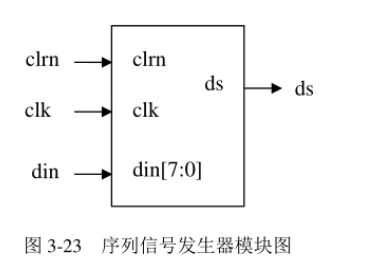 clrn clrn
ds ds
clk clk
din din[7:0]
图 3-23 序列信号发生器模块图